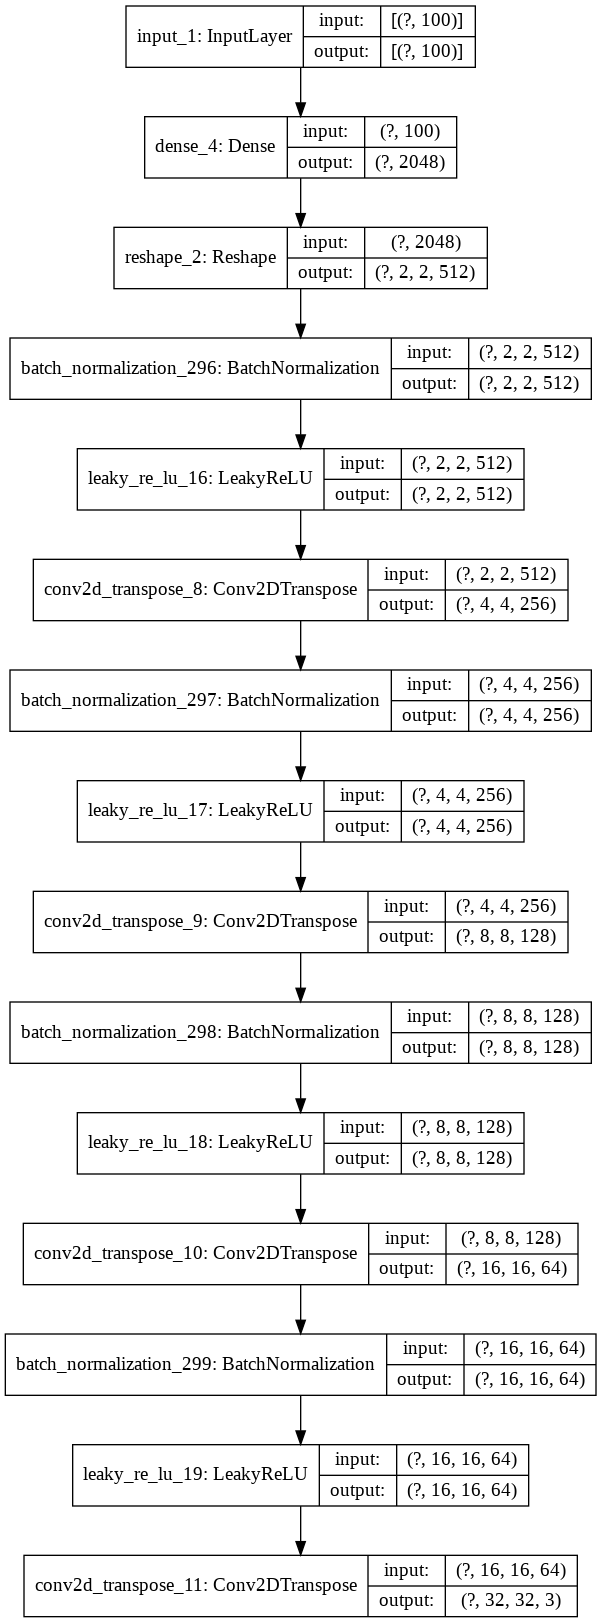 input_1: InputLayer
input: [(?, 100)]
output: [(?, 100)]
dense_4: Dense
input: (?, 100)
output: (?, 2048)
reshape_2: Reshape
input: (?, 2048)
output: (?, 2, 2, 512)
batch_normalization_296: BatchNormalization
input: (?, 2, 2, 512)
output: (?, 2, 2, 512)
leaky_re_lu_16: LeakyReLU
input: (?, 2, 2, 512)
output: (?, 2, 2, 512)
conv2d_transpose_8: Conv2DTranspose
input: (?, 2, 2, 512)
output: (?, 4, 4, 256)
batch_normalization_297: BatchNormalization
input: (?, 4, 4, 256)
output: (?, 4, 4, 256)
leaky_re_lu_17: LeakyReLU
input: (?, 4, 4, 256)
output: (?, 4, 4, 256)
conv2d_transpose_9: Conv2DTranspose
input: (?, 4, 4, 256)
output: (?, 8, 8, 128)
batch_normalization_298: BatchNormalization
input: (?, 8, 8, 128)
output: (?, 8, 8, 128)
leaky_re_lu_18: LeakyReLU
input: (?, 8, 8, 128)
output: (?, 8, 8, 128)
conv2d_transpose_10: Conv2DTranspose
input: (?, 8, 8, 128)
output: (?, 16, 16, 64)
batch_normalization_299: BatchNormalization
input: (?, 16, 16, 64)
output: (?, 16, 16, 64)
leaky_re_lu_19: LeakyReLU
input: (?, 16, 16, 64)
output: (?, 16, 16, 64)
conv2d_transpose_11: Conv2DTranspose
input: (?, 16, 16, 64)
output: (?, 32, 32, 3)